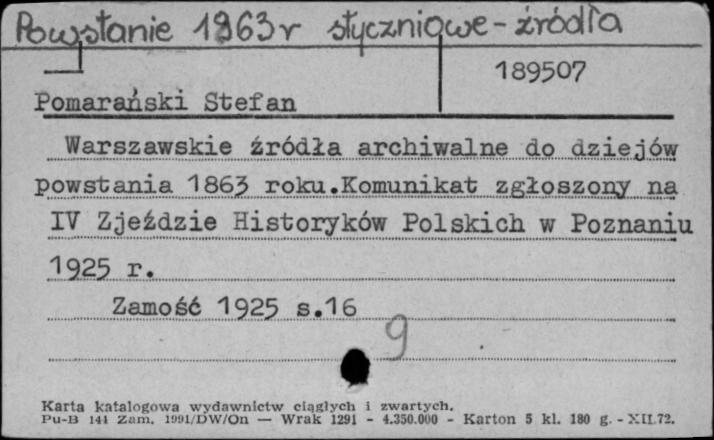 Powstanie 1963r styczniowe - źródła
189507
Pomarański Stefan
Warszawskie źródła archiwalne do dziejów
powstania 1863 roku.Komunikat zgłoszony na
IV Zjeździe Historyków Polskich w Poznaniu
1925 r.
Zamość 1925 s.16
9
Karta katalogowa wydawnictw ciągłych i zwartych.
Pu-B 141 Zam. 1991/DW/On — Wrak 1291 - 4.350.000 - Karton 5 kl. 180 g. - XII.72.